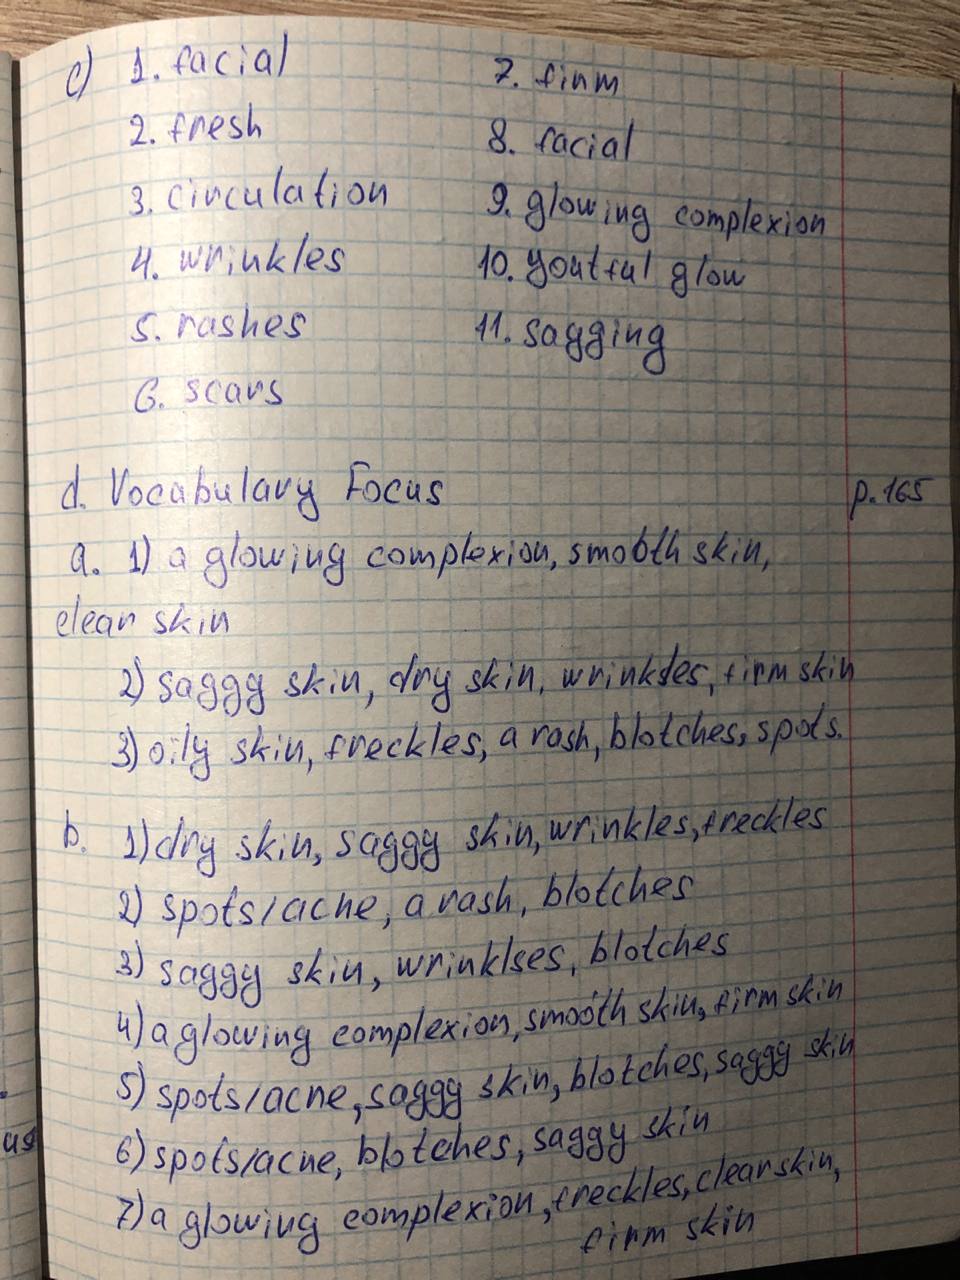 c) 1. facial
2. fresh
3. circulation
4. wrinkles
5. rashes
6. scars
7. firm
8. facial
9. glowing complexion
10. youtful glow
11. sagging
d. Vocabulary Focus p. 165
a. 1) a glowing complexion, smooth skin,
clear skin
2) saggy skin, dry skin, wrinkles, firm skin
3) oily skin, freckles, a rash, blotches, spots.
b. 1) dry skin, saggy skin, wrinkles, freckles
2) spots/acne, a rash, blotches
3) saggy skin, wrinklses, blotches
4) a glowing complexion, smooth skin, firm skin
5) spots/acne, saggy skin, blotches, saggy skin
6) spots/acne, blotches, saggy skin
7) a glowing complexion, freckles, clear skin,
firm skin
us